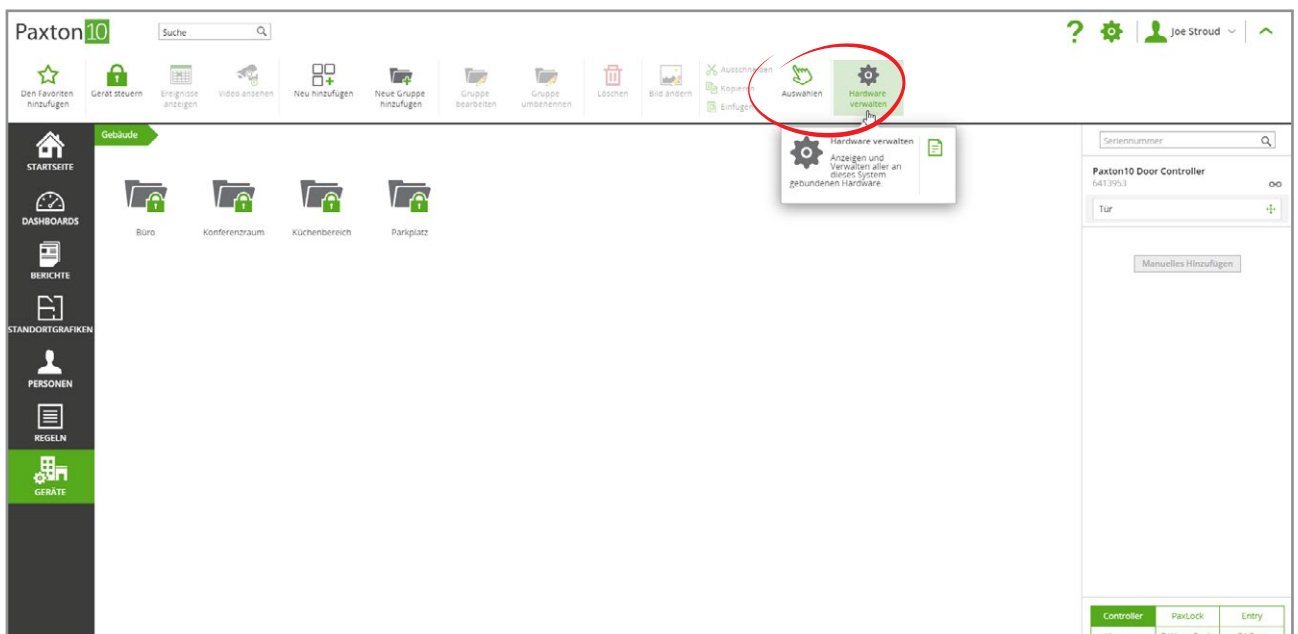 Paxton10
Suche
?
Joe Stroud
Den Favoriten hinzufügen
Gerät steuern
Ereignisse anzeigen
Video ansehen
Neu hinzufügen
Neue Gruppe hinzufügen
Gruppe bearbeiten
Gruppe umbenennen
Löschen
Bild ändern
Ausschneiden
Kopieren
Einfügen
Auswählen
Hardware verwalten
STARTSEITE
DASHBOARDS
BERICHTE
STANDORTGRAFIKEN
PERSONEN
REGELN
GERÄTE
Gebäude
Büro
Konferenzraum
Küchenbereich
Parkplatz
Hardware verwalten
Anzeigen und
Verwalten aller an
dieses System
gebundenen Hardware.
Seriennummer
Paxton10 Door Controller
6413953
Tür
Manuelles Hinzufügen
Controller
PaxLock
Entry